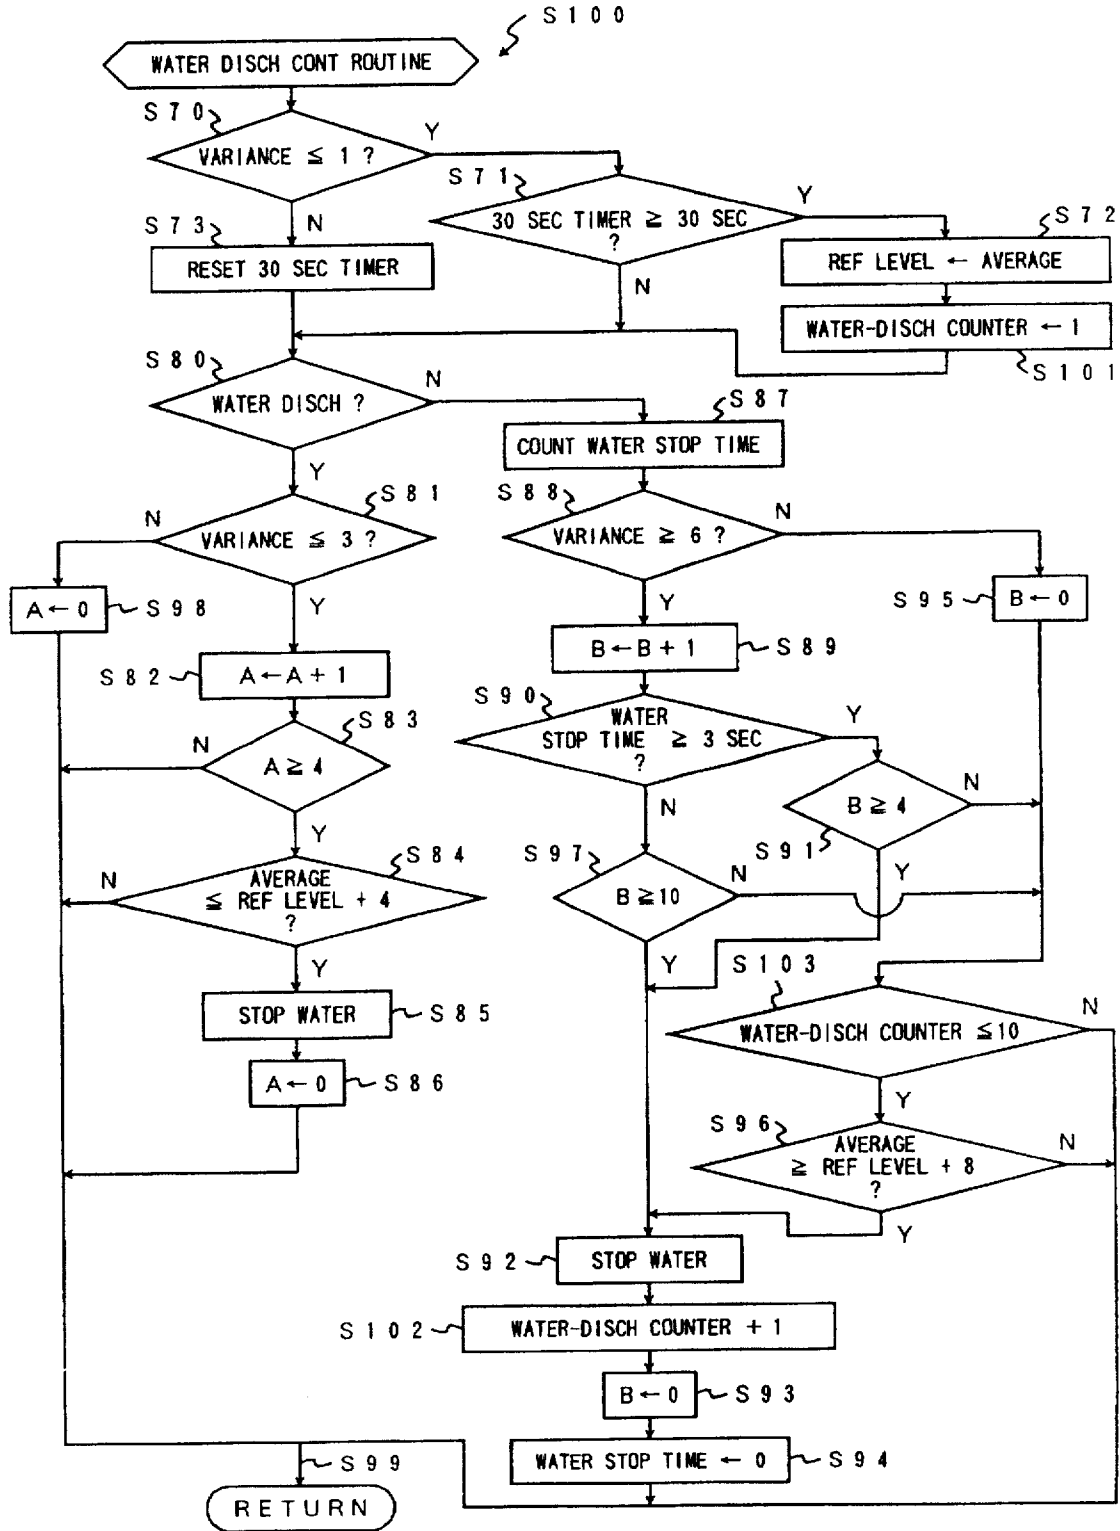 S100
WATER DISCH CONT ROUTINE
S70
VARIANCE ≦ 1 ?
Y
N
S71
30 SEC TIMER ≧ 30 SEC
?
Y
N
S72
REF LEVEL ← AVERAGE
WATER-DISCH COUNTER ← 1
S101
S73
RESET 30 SEC TIMER
S80
WATER DISCH ?
N
Y
S87
COUNT WATER STOP TIME
S81
VARIANCE ≦ 3 ?
N
Y
S88
VARIANCE ≧ 6 ?
N
Y
A ← 0
S98
S95
B ← 0
S82
A ← A + 1
B ← B + 1
S89
S83
A ≧ 4
N
Y
S90
WATER
STOP TIME ≧ 3 SEC
?
Y
N
B ≧ 4
N
S91
Y
S84
AVERAGE
≦ REF LEVEL + 4
?
N
Y
S97
B ≧ 10
N
Y
STOP WATER
S85
S103
WATER-DISCH COUNTER ≦ 10
N
Y
A ← 0
S86
S96
AVERAGE
≧ REF LEVEL + 8
?
N
Y
S92
STOP WATER
S102
WATER-DISCH COUNTER + 1
B ← 0
S93
WATER STOP TIME ← 0
S94
S99
RETURN